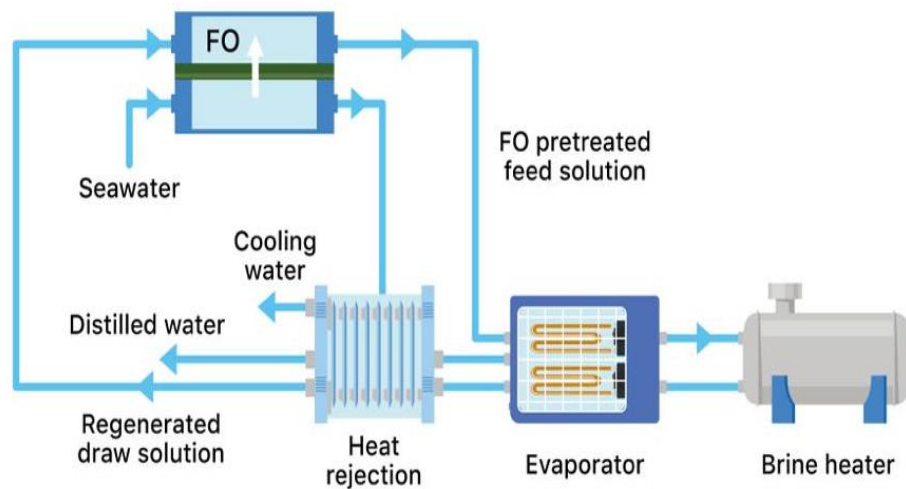 FO
FO pretreated
feed solution
Seawater
Cooling
water
Distilled water
Regenerated
draw solution
Heat
rejection
Evaporator
Brine heater